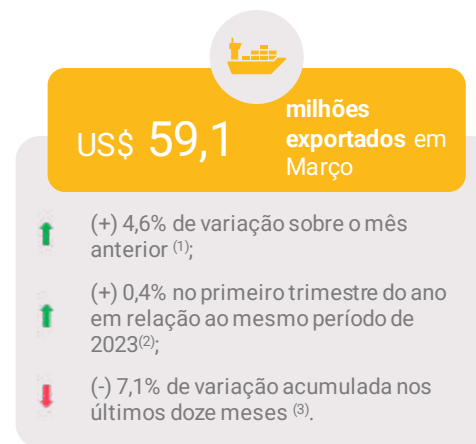 US$ 59,1
milhões
exportados em
Março
(+) 4,6% de variação sobre o mês
anterior (1);
(+) 0,4% no primeiro trimestre do ano
em relação ao mesmo período de
2023(2);
(-) 7,1% de variação acumulada nos
últimos doze meses (3).